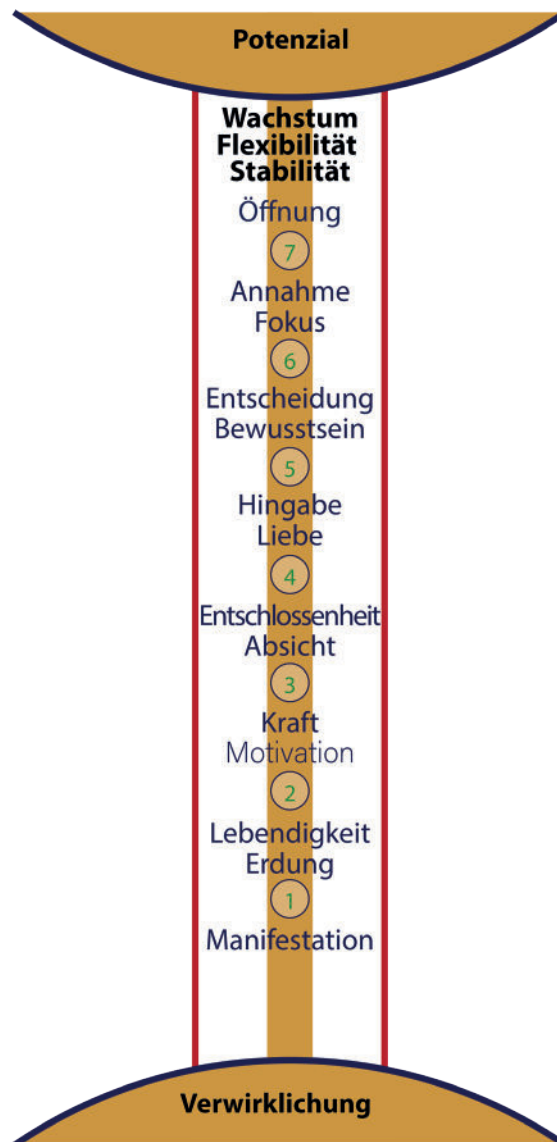 Potenzial
Wachstum
Flexibilität
Stabilität
Öffnung
7
Annahme
Fokus
6
Entscheidung
Bewusstsein
5
Hingabe
Liebe
4
Entschlossenheit
Absicht
3
Kraft
Motivation
2
Lebendigkeit
Erdung
1
Manifestation
Verwirklichung